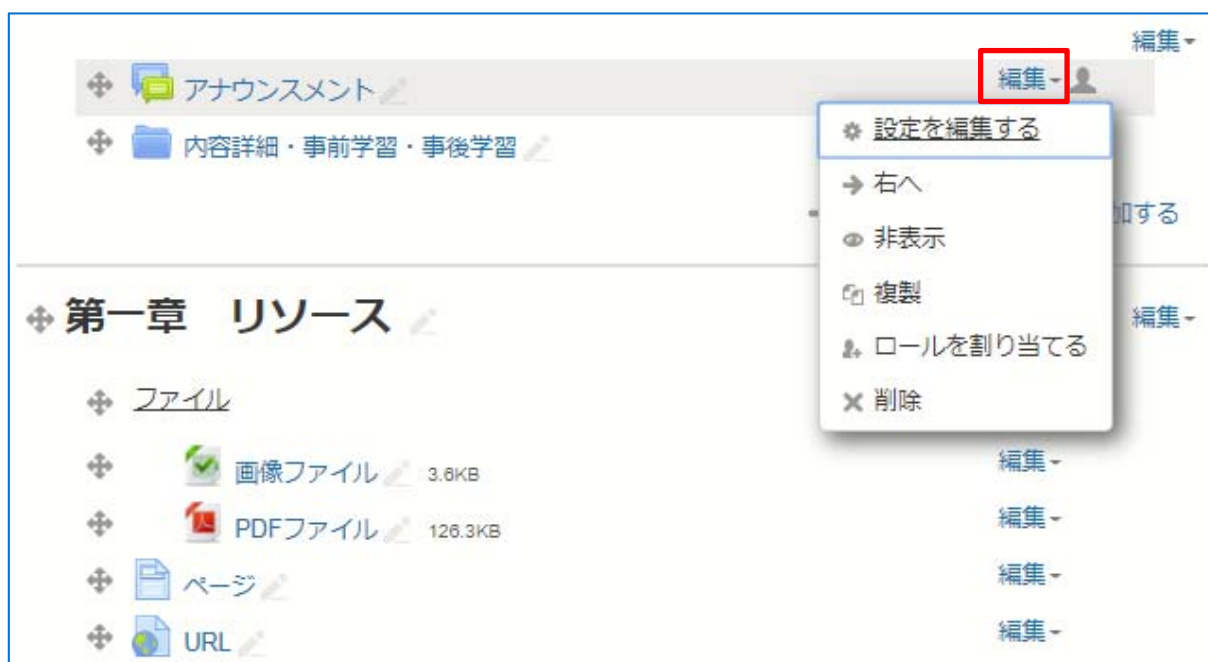 編集
アナウンスメント 編集
設定を編集する
内容詳細・事前学習・事後学習
右へ
加する
非表示
複製
第一章　リソース 編集
ロールを割り当てる
ファイル
削除
画像ファイル 3.6KB 編集
PDFファイル 126.3KB 編集
ページ 編集
URL 編集